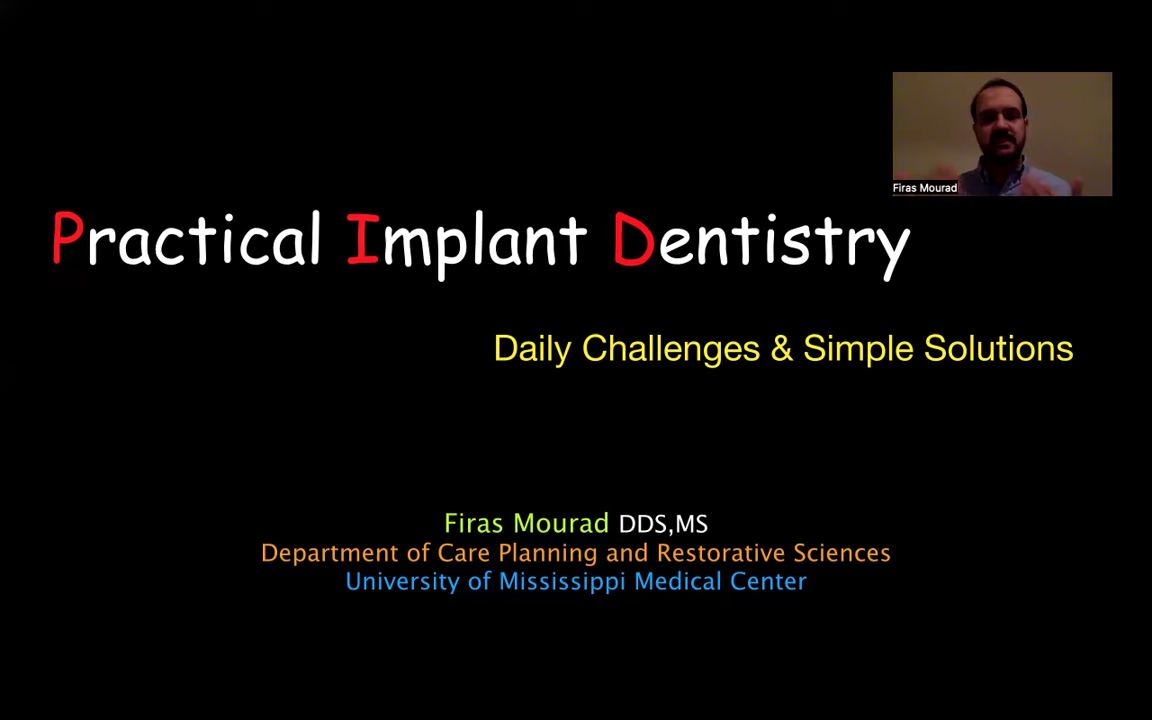 Firas Mourad
Practical Implant Dentistry
Daily Challenges & Simple Solutions
Firas Mourad DDS,MS
Department of Care Planning and Restorative Sciences
University of Mississippi Medical Center